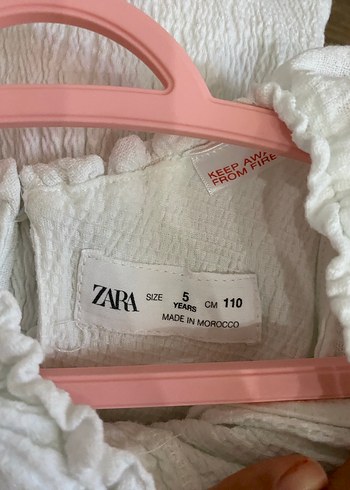 KEEP AWAY
FROM FIRE
ZARA SIZE 5 YEARS CM 110
MADE IN MOROCCO